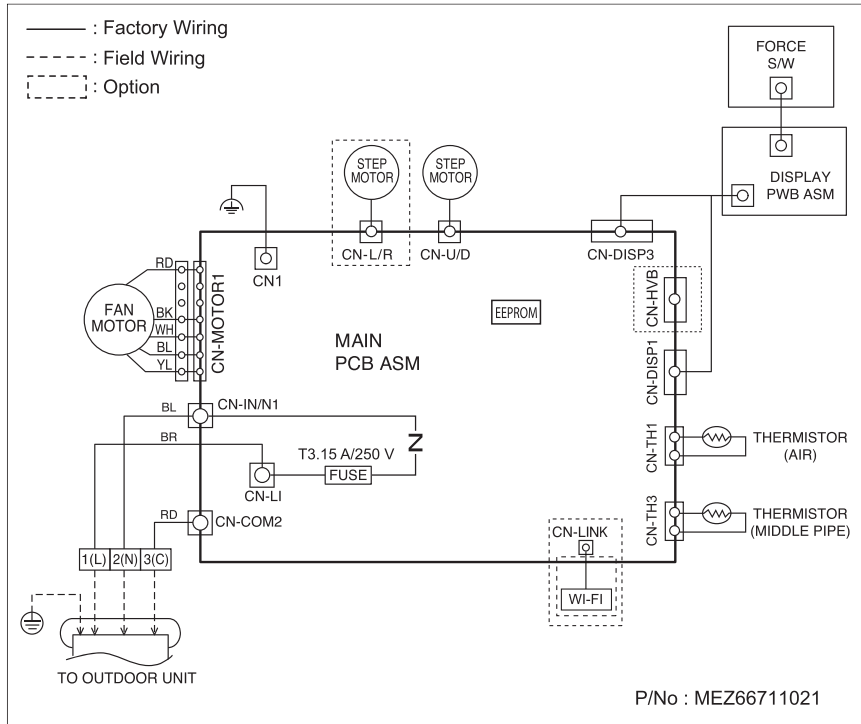 : Factory Wiring
: Field Wiring
: Option
FORCE
S/W
DISPLAY
PWB ASM
STEP
MOTOR
STEP
MOTOR
CN-L/R
CN-U/D
CN-DISP3
CN1
RD
BK
WH
BL
YL
FAN
MOTOR
CN-MOTOR1
EEPROM
CN-HVB
MAIN
PCB ASM
CN-DISP1
BL
CN-IN/N1
BR
T3.15 A/250 V
Z
FUSE
CN-LI
CN-TH1
THERMISTOR
(AIR)
RD
CN-COM2
CN-TH3
THERMISTOR
(MIDDLE PIPE)
CN-LINK
WI-FI
1(L) 2(N) 3(C)
TO OUTDOOR UNIT
P/No : MEZ66711021